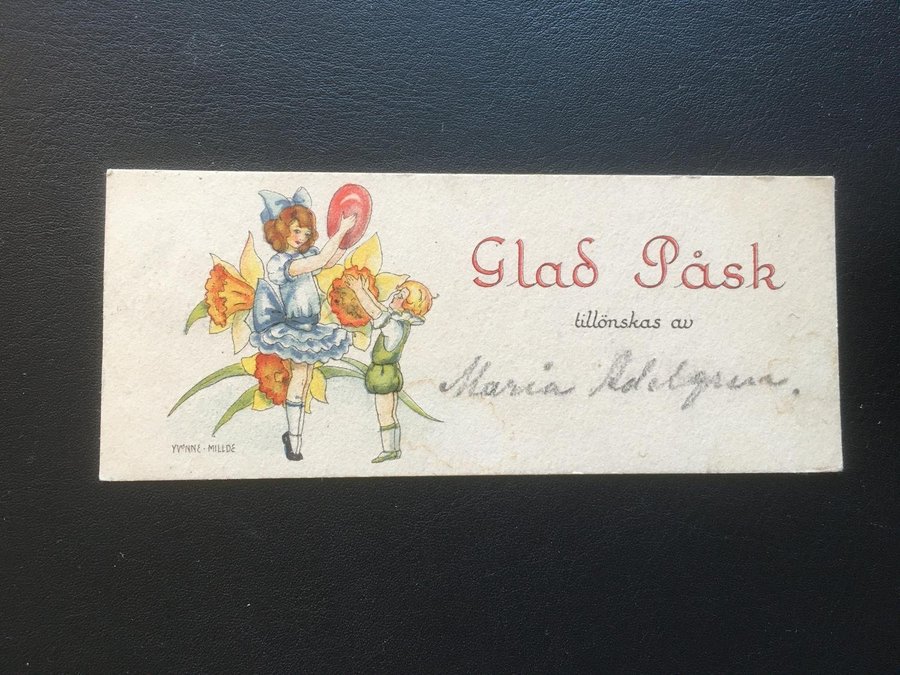 Glad Påsk
tillönskas av
Maria Adelgren.
YVONNE · MILLDE